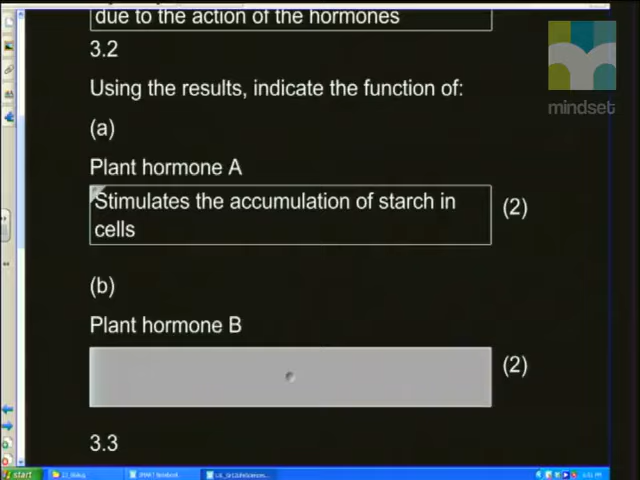 due to the action of the hormones
3.2
mindset
Using the results, indicate the function of:
(a)
Plant hormone A
Stimulates the accumulation of starch in
cells
(2)
(b)
Plant hormone B
(2)
3.3
start